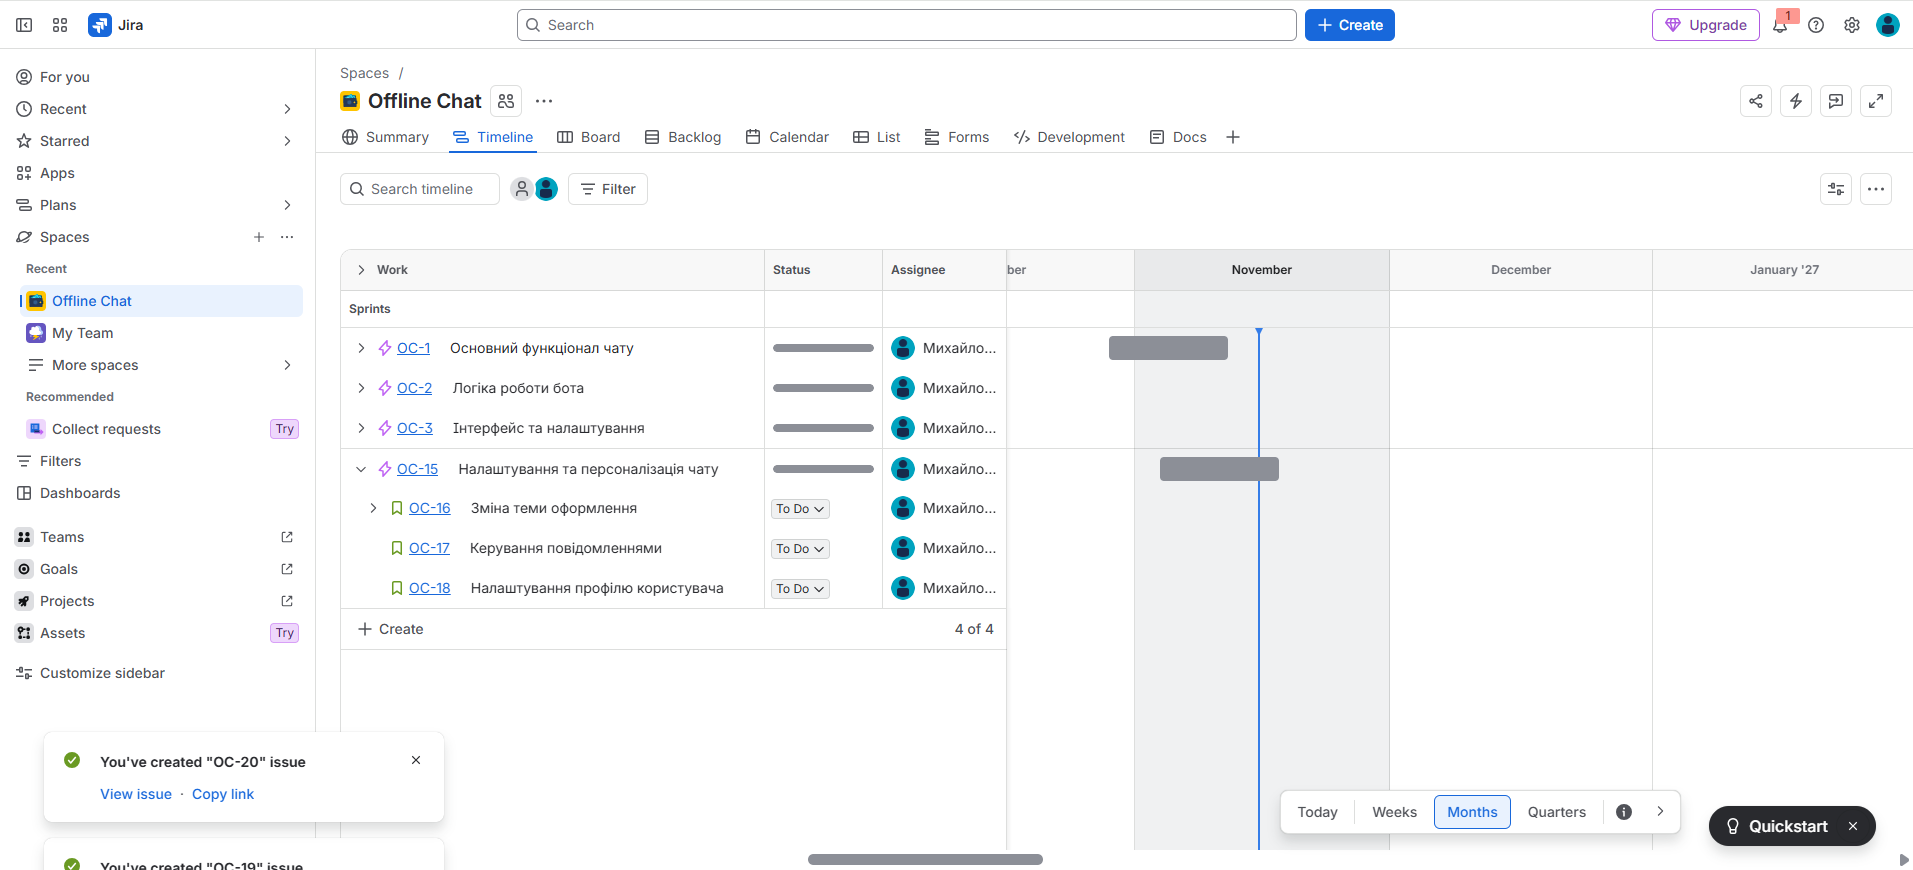 Jira
Search
Create
Upgrade
1
For you
Recent
Starred
Apps
Plans
Spaces
Recent
Offline Chat
My Team
More spaces
Recommended
Collect requests Try
Filters
Dashboards
Teams
Goals
Projects
Assets Try
Customize sidebar
Spaces /
Offline Chat
Summary Timeline Board Backlog Calendar List Forms Development Docs
Search timeline
Filter
Work Status Assignee ber November December January '27
Sprints
OC-1 Основний функціонал чату Михайло...
OC-2 Логіка роботи бота Михайло...
OC-3 Інтерфейс та налаштування Михайло...
OC-15 Налаштування та персоналізація чату Михайло...
OC-16 Зміна теми оформлення To Do Михайло...
OC-17 Керування повідомленнями To Do Михайло...
OC-18 Налаштування профілю користувача To Do Михайло...
Create 4 of 4
You've created "OC-20" issue
View issue · Copy link
You've created "OC-19" issue
Today Weeks Months Quarters
Quickstart